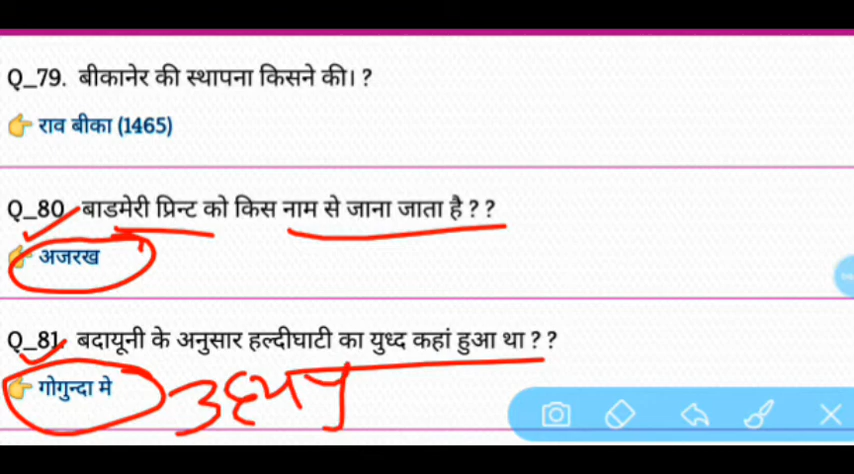 Q_79. बीकानेर की स्थापना किसने की। ?
👉 राव बीका (1465)
Q_80. बाडमेरी प्रिन्ट को किस नाम से जाना जाता है ? ?
👉 अजरख
Q_81. बदायूनी के अनुसार हल्दीघाटी का युध्द कहां हुआ था ? ?
👉 गोगुन्दा मे